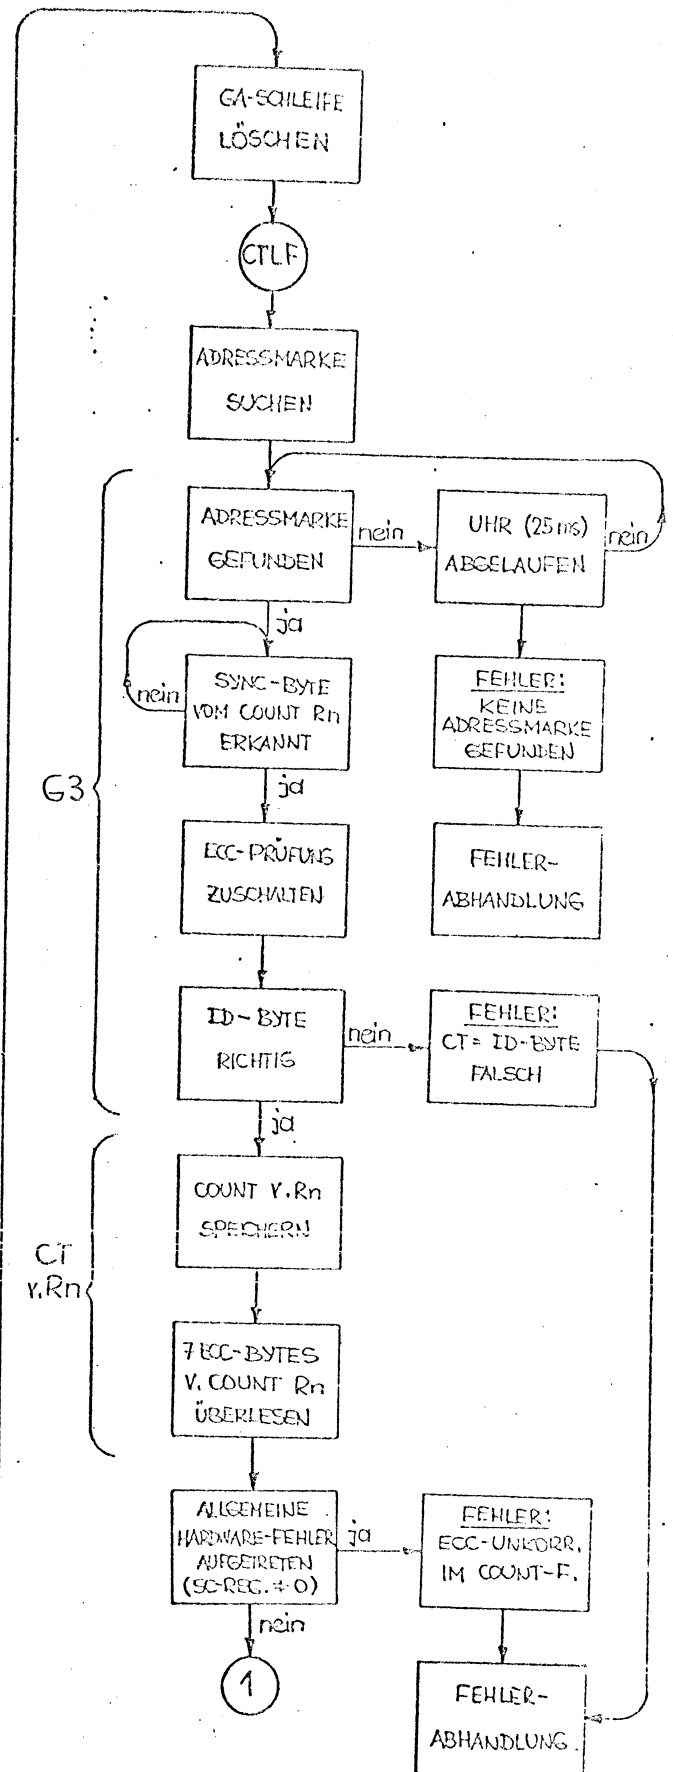 GA-SCHLEIFE
LÖSCHEN
CTLF
ADRESSMARKE
SUCHEN
ADRESSMARKE
GEFUNDEN
nein
UHR (25 ms)
ABGELAUFEN
nein
ja
SYNC-BYTE
VOM COUNT Rn
ERKANNT
nein
FEHLER:
KEINE
ADRESSMARKE
GEFUNDEN
ja
G3
ECC-PRÜFUNG
ZUSCHALTEN
FEHLER-
ABHANDLUNG
ID-BYTE
RICHTIG
nein
FEHLER:
CT = ID-BYTE
FALSCH
ja
COUNT V.Rn
SPEICHERN
CT
v.Rn
7 ECC-BYTES
V. COUNT Rn
ÜBERLESEN
ALLGEMEINE
HARDWARE-FEHLER
AUFGETRETEN
(SC-REG. ≠ 0)
ja
FEHLER:
ECC-UNKORR.
IM COUNT-F.
nein
1
FEHLER-
ABHANDLUNG.